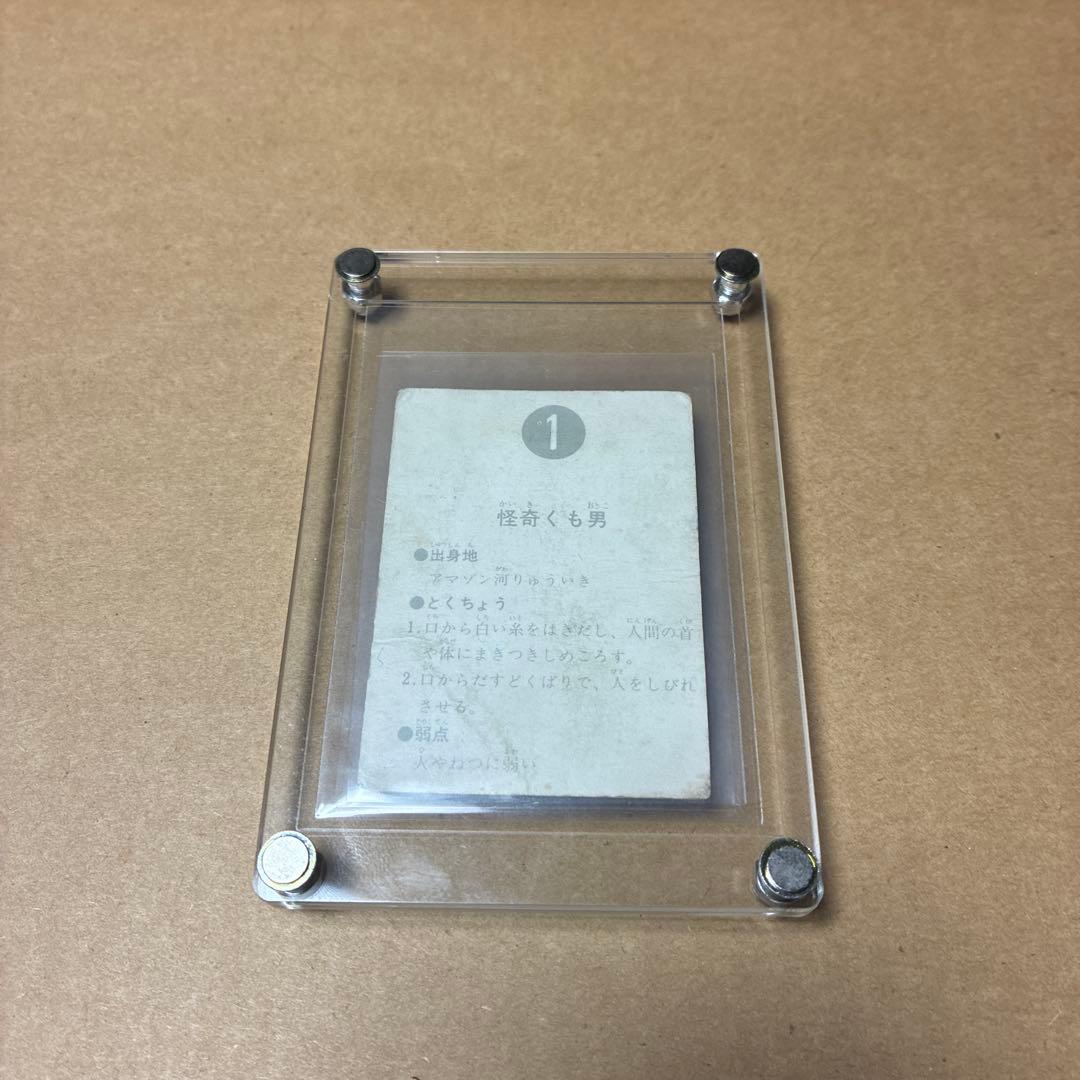 1
怪奇くも男
●出身地
アマゾン河りゅういき
●とくちょう
1.口から白い糸をはきだし、人間の首
や体にまきつきしめころす。
2.口からだすどくばりで、人をしびれ
させる。
●弱点
火やねつに弱い